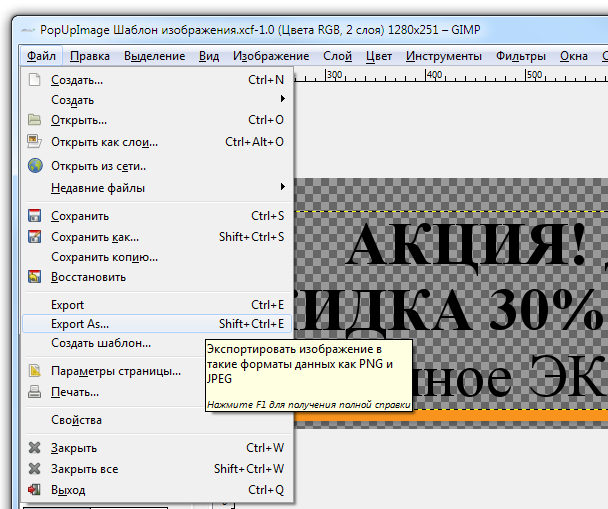 PopUpImage Шаблон изображения.xcf-1.0 (Цвета RGB, 2 слоя) 1280x251 – GIMP
Файл Правка Выделение Вид Изображение Слой Цвет Инструменты Фильтры Окна
300 400 500
Создать... Ctrl+N
Создать
Открыть... Ctrl+O
Открыть как слои... Ctrl+Alt+O
Открыть из сети..
Недавние файлы
Сохранить Ctrl+S
Сохранить как... Shift+Ctrl+S
Сохранить копию...
Восстановить
Export Ctrl+E
Export As... Shift+Ctrl+E
Создать шаблон...
Экспортировать изображение в
такие форматы данных как PNG и
JPEG
Нажмите F1 для получения полной справки
Параметры страницы...
Печать...
Свойства
Закрыть Ctrl+W
Закрыть все Shift+Ctrl+W
Выход Ctrl+Q
АКЦИЯ!
КИДКА 30%
ное ЭК